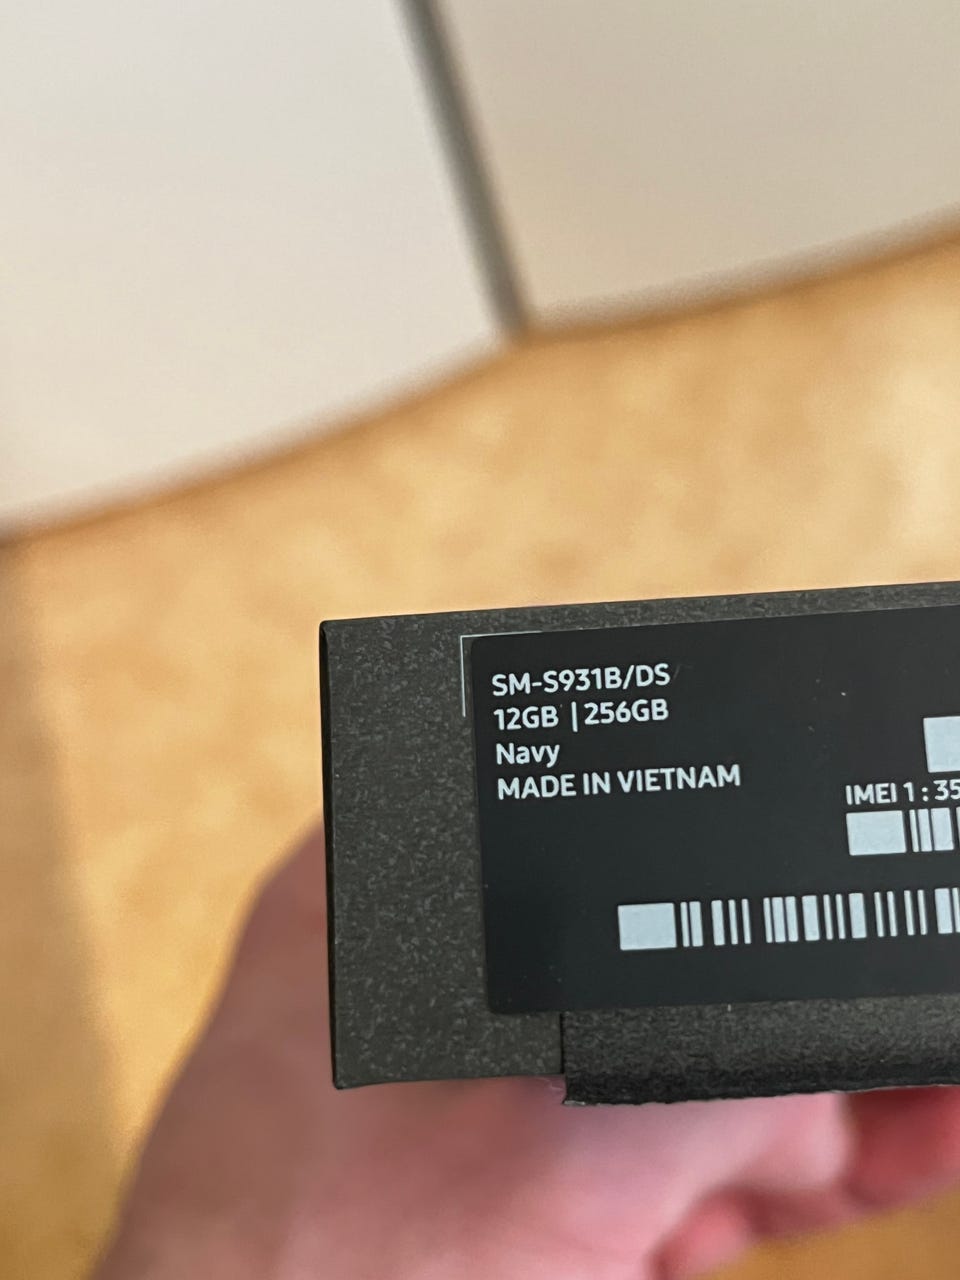 SM-S931B/DS
12GB | 256GB
Navy
MADE IN VIETNAM
IMEI 1 : 35